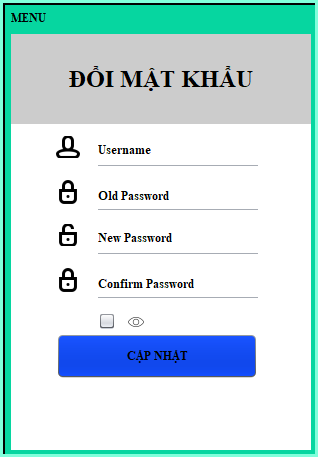 MENU
ĐỔI MẬT KHẨU
Username
Old Password
New Password
Confirm Password
CẬP NHẬT